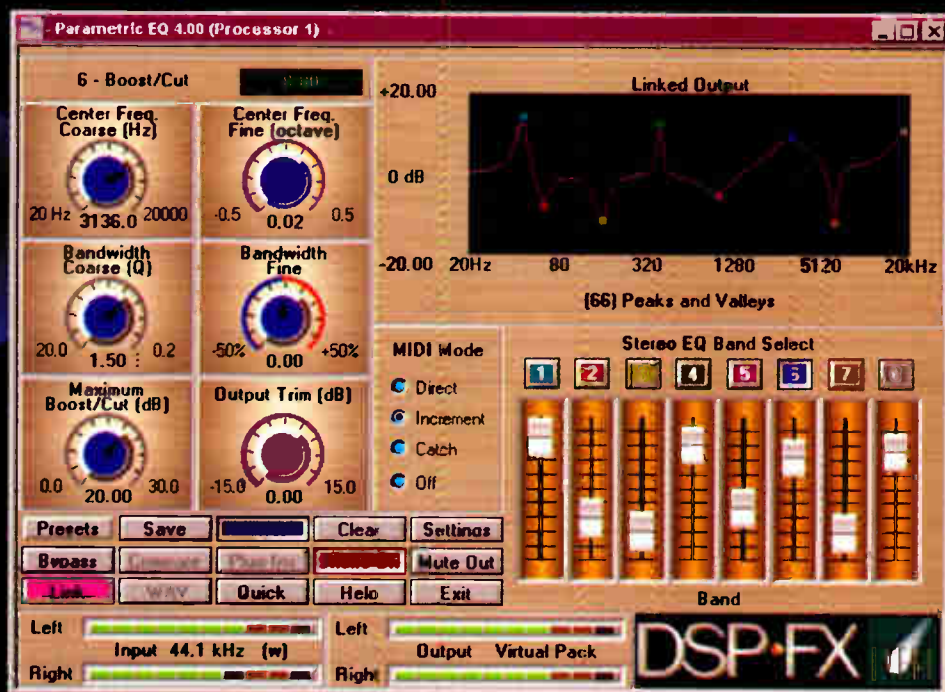 - Parametric EQ 4.00 (Processor 1)
6 - Boost/Cut
Center Freq.
Coarse (Hz)
20 Hz 3136.0 20000
Center Freq.
Fine (octave)
-0.5 0.02 0.5
Bandwidth
Coarse (Q)
20.0 1.50 0.2
Bandwidth
Fine
-50% 0.00 +50%
Maximum
Boost/Cut (dB)
0.0 20.00 30.0
Output Trim (dB)
-15.0 0.00 15.0
Linked Output
+20.00
0 dB
-20.00 20Hz 80 320 1280 5120 20kHz
(66) Peaks and Valleys
MIDI Mode
Direct
Increment
Catch
Off
Stereo EQ Band Select
1 2 4 5 6 7
Band
Presets Save Clear Settings
Bypass Mute Out
Link WAV Quick Help Exit
Left
Input 44.1 kHz (w)
Right
Left
Output Virtual Pack
Right
DSP•FX